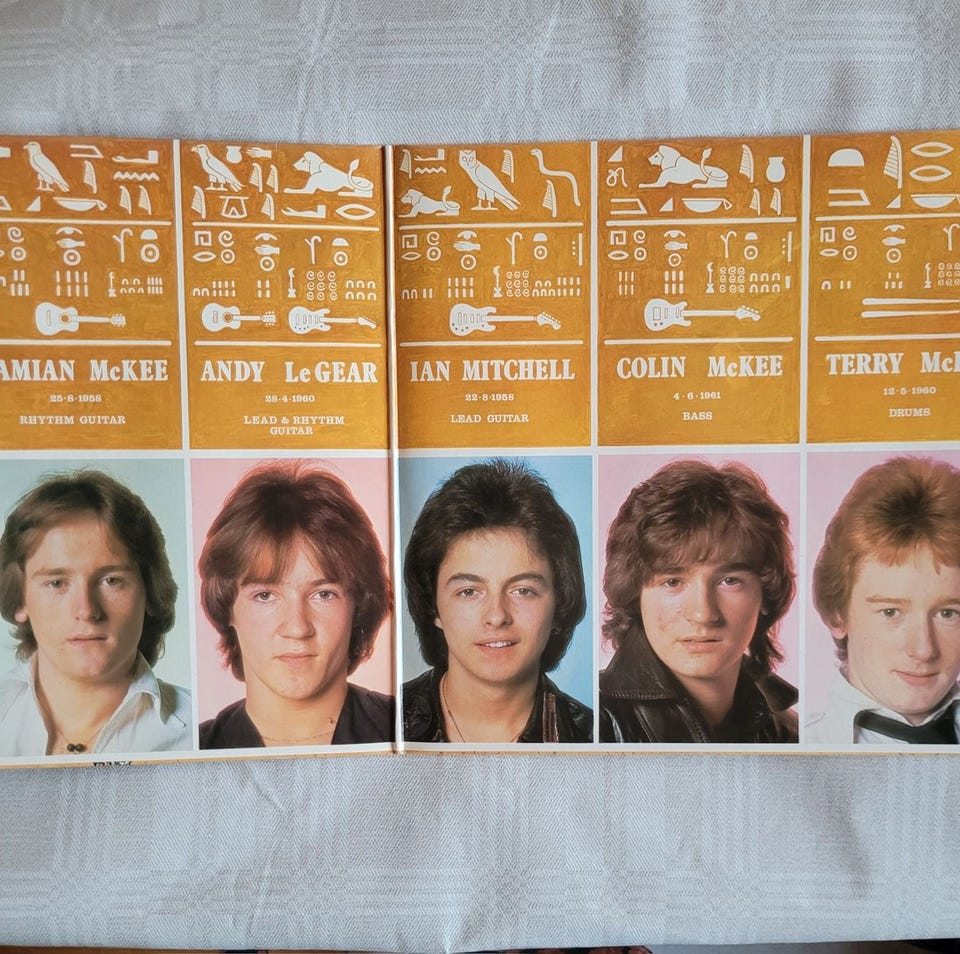 AMIAN McKEE
25·8·1958
RHYTHM GUITAR
ANDY LeGEAR
28·4·1960
LEAD & RHYTHM
GUITAR
IAN MITCHELL
22·8·1958
LEAD GUITAR
COLIN McKEE
4·6·1961
BASS
TERRY McK
12·5·1960
DRUMS